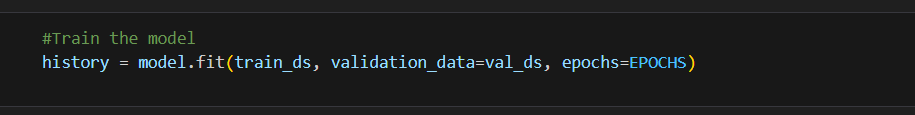 #Train the model
history = model.fit(train_ds, validation_data=val_ds, epochs=EPOCHS)